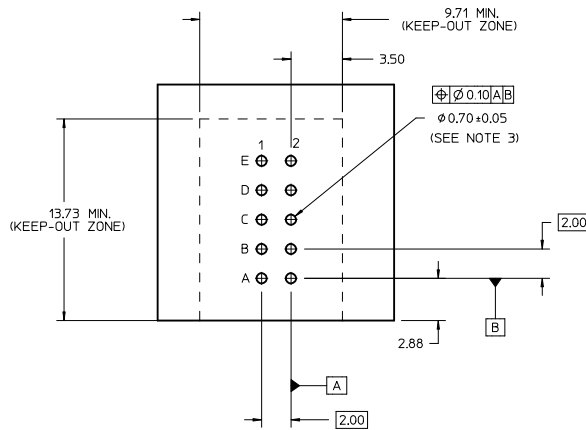 9.71 MIN.
(KEEP-OUT ZONE)
3.50
⌖ Ø 0.10 A B
Ø 0.70 ±0.05
(SEE NOTE 3)
1 2
E
D
C
B
A
13.73 MIN.
(KEEP-OUT ZONE)
2.00
B
2.88
A
2.00